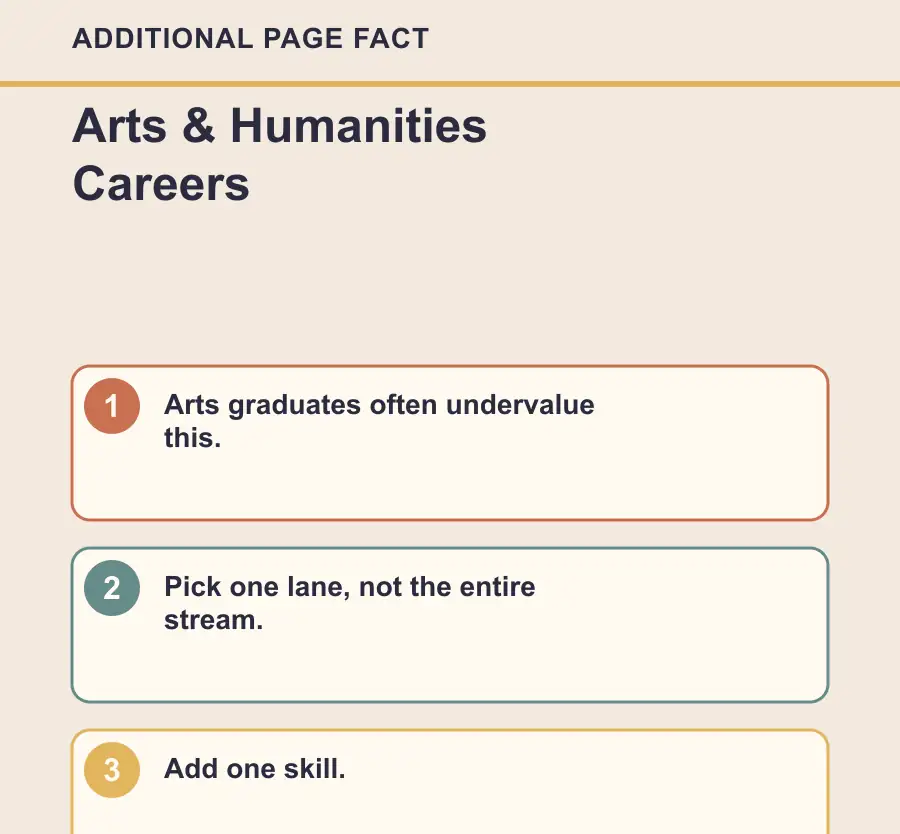 ADDITIONAL PAGE FACT
Arts & Humanities
Careers
1
Arts graduates often undervalue
this.
2
Pick one lane, not the entire
stream.
3
Add one skill.